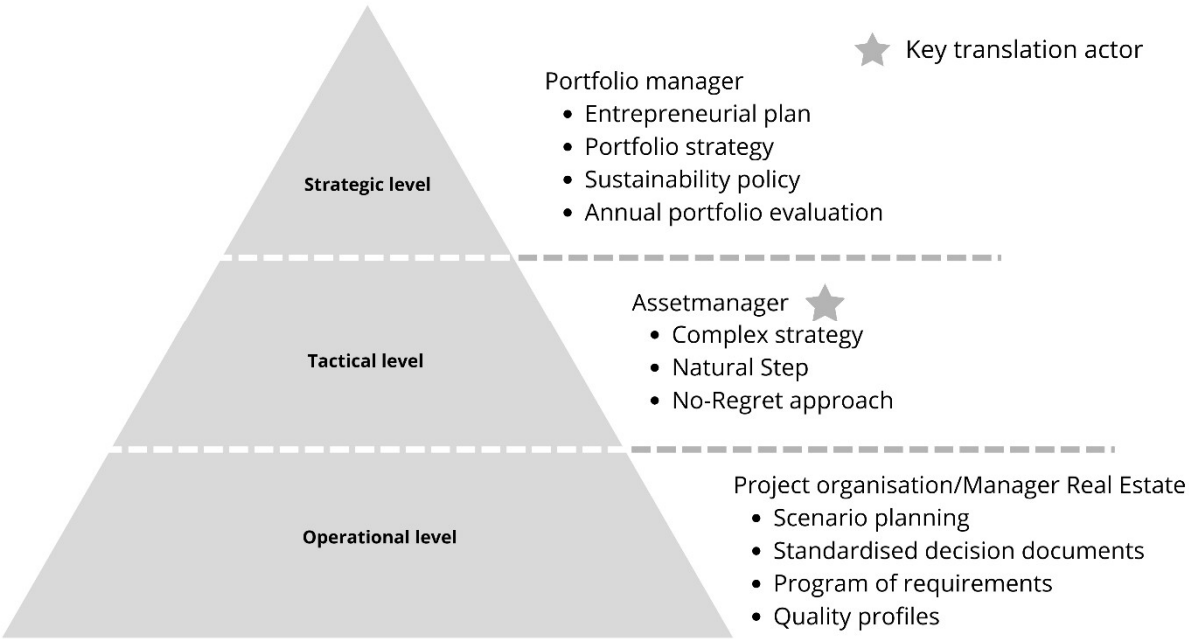 Key translation actor
Portfolio manager
• Entrepreneurial plan
• Portfolio strategy
• Sustainability policy
• Annual portfolio evaluation
Strategic level
Assetmanager
• Complex strategy
• Natural Step
• No-Regret approach
Tactical level
Project organisation/Manager Real Estate
• Scenario planning
• Standardised decision documents
• Program of requirements
• Quality profiles
Operational level